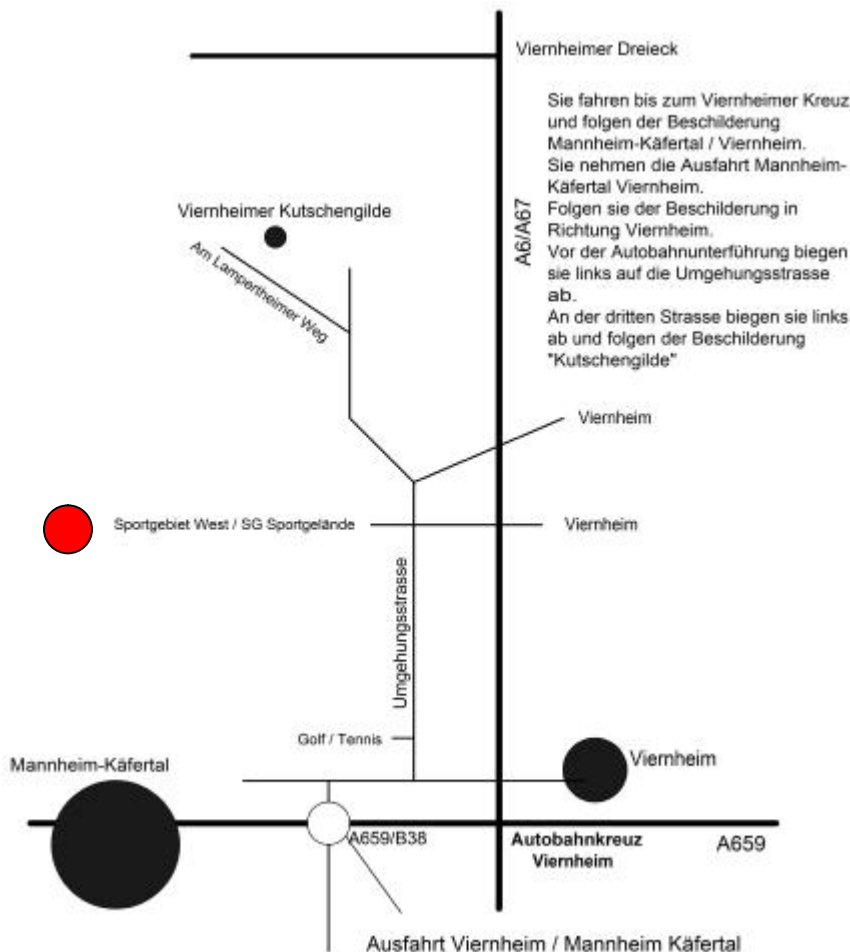 Viernheimer Dreieck
Sie fahren bis zum Viernheimer Kreuz
und folgen der Beschilderung
Mannheim-Käfertal / Viernheim.
Sie nehmen die Ausfahrt Mannheim-
Käfertal Viernheim.
Folgen sie der Beschilderung in
Richtung Viernheim.
Vor der Autobahnunterführung biegen
sie links auf die Umgehungsstrasse
ab.
An der dritten Strasse biegen sie links
ab und folgen der Beschilderung
"Kutschengilde"
A6/A67
Viernheimer Kutschengilde
Am Lampertheimer Weg
Viernheim
Sportgebiet West / SG Sportgelände
Viernheim
Umgehungsstrasse
Golf / Tennis
Mannheim-Käfertal
Viernheim
A659/B38
Autobahnkreuz
Viernheim
A659
Ausfahrt Viernheim / Mannheim Käfertal